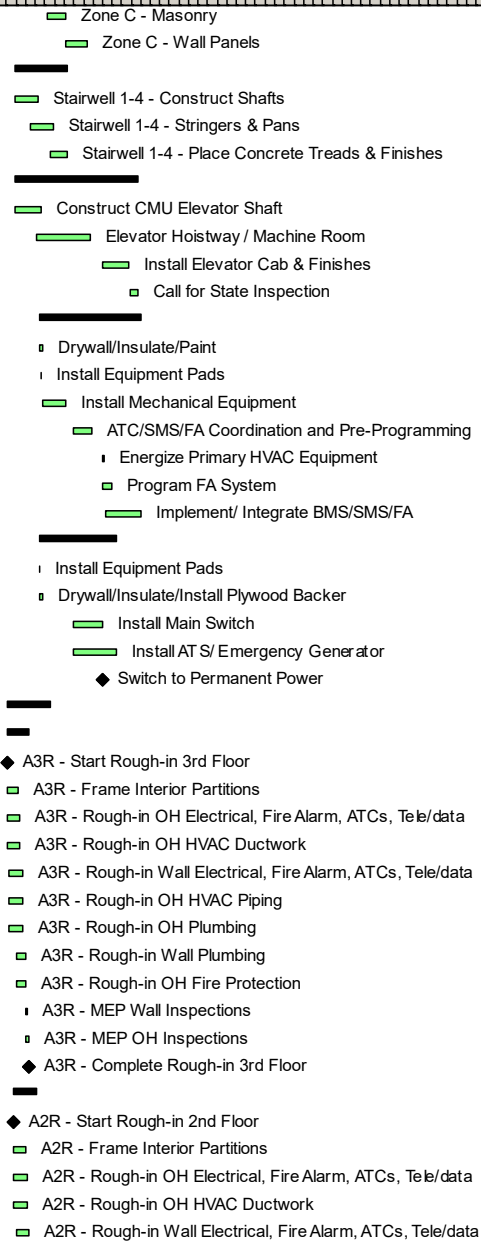 Zone C - Masonry
Zone C - Wall Panels
Stairwell 1-4 - Construct Shafts
Stairwell 1-4 - Stringers & Pans
Stairwell 1-4 - Place Concrete Treads & Finishes
Construct CMU Elevator Shaft
Elevator Hoistway / Machine Room
Install Elevator Cab & Finishes
Call for State Inspection
Drywall/Insulate/Paint
Install Equipment Pads
Install Mechanical Equipment
ATC/SMS/FA Coordination and Pre-Programming
Energize Primary HVAC Equipment
Program FA System
Implement/ Integrate BMS/SMS/FA
Install Equipment Pads
Drywall/Insulate/Install Plywood Backer
Install Main Switch
Install ATS/ Emergency Generator
Switch to Permanent Power
A3R - Start Rough-in 3rd Floor
A3R - Frame Interior Partitions
A3R - Rough-in OH Electrical, Fire Alarm, ATCs, Tele/data
A3R - Rough-in OH HVAC Ductwork
A3R - Rough-in Wall Electrical, Fire Alarm, ATCs, Tele/data
A3R - Rough-in OH HVAC Piping
A3R - Rough-in OH Plumbing
A3R - Rough-in Wall Plumbing
A3R - Rough-in OH Fire Protection
A3R - MEP Wall Inspections
A3R - MEP OH Inspections
A3R - Complete Rough-in 3rd Floor
A2R - Start Rough-in 2nd Floor
A2R - Frame Interior Partitions
A2R - Rough-in OH Electrical, Fire Alarm, ATCs, Tele/data
A2R - Rough-in OH HVAC Ductwork
A2R - Rough-in Wall Electrical, Fire Alarm, ATCs, Tele/data